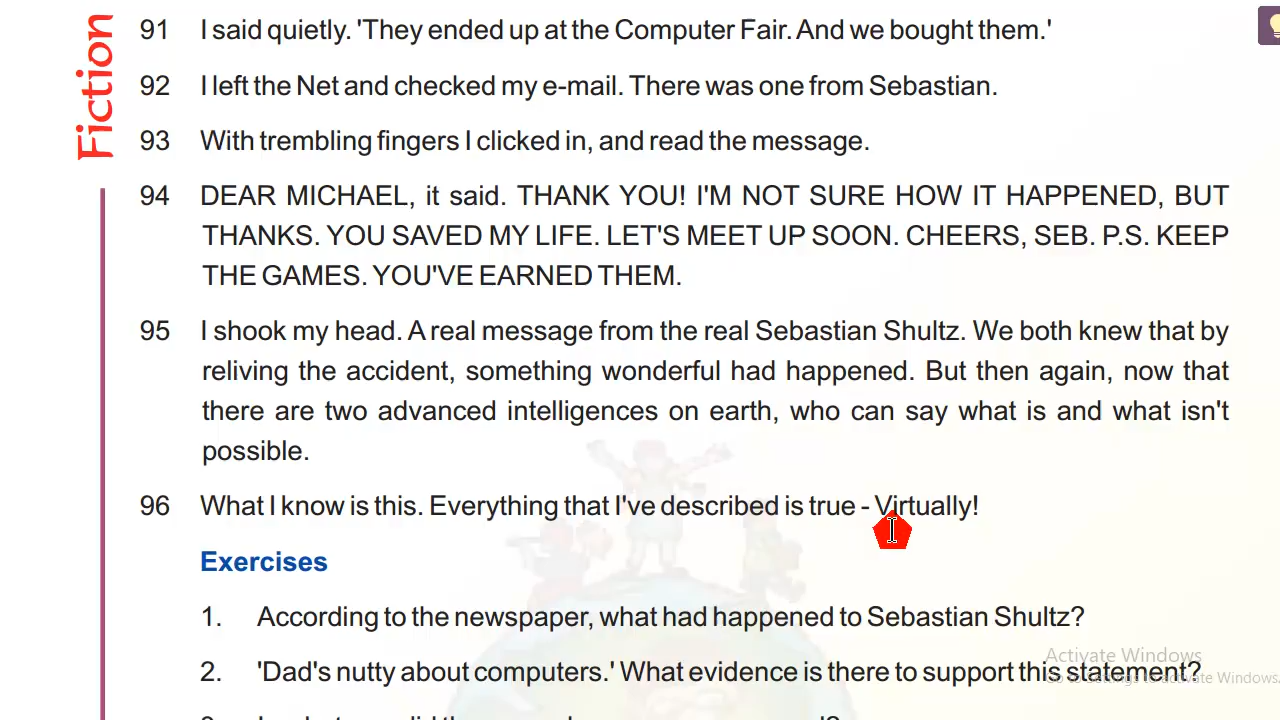 Fiction
91 I said quietly. 'They ended up at the Computer Fair. And we bought them.'
92 I left the Net and checked my e-mail. There was one from Sebastian.
93 With trembling fingers I clicked in, and read the message.
94 DEAR MICHAEL, it said. THANK YOU! I'M NOT SURE HOW IT HAPPENED, BUT
THANKS. YOU SAVED MY LIFE. LET'S MEET UP SOON. CHEERS, SEB. P.S. KEEP
THE GAMES. YOU'VE EARNED THEM.
95 I shook my head. A real message from the real Sebastian Shultz. We both knew that by
reliving the accident, something wonderful had happened. But then again, now that
there are two advanced intelligences on earth, who can say what is and what isn't
possible.
96 What I know is this. Everything that I've described is true - Virtually!
Exercises
1. According to the newspaper, what had happened to Sebastian Shultz?
2. 'Dad's nutty about computers.' What evidence is there to support this statement?
Activate Windows
Go to Settings to activate Windows.